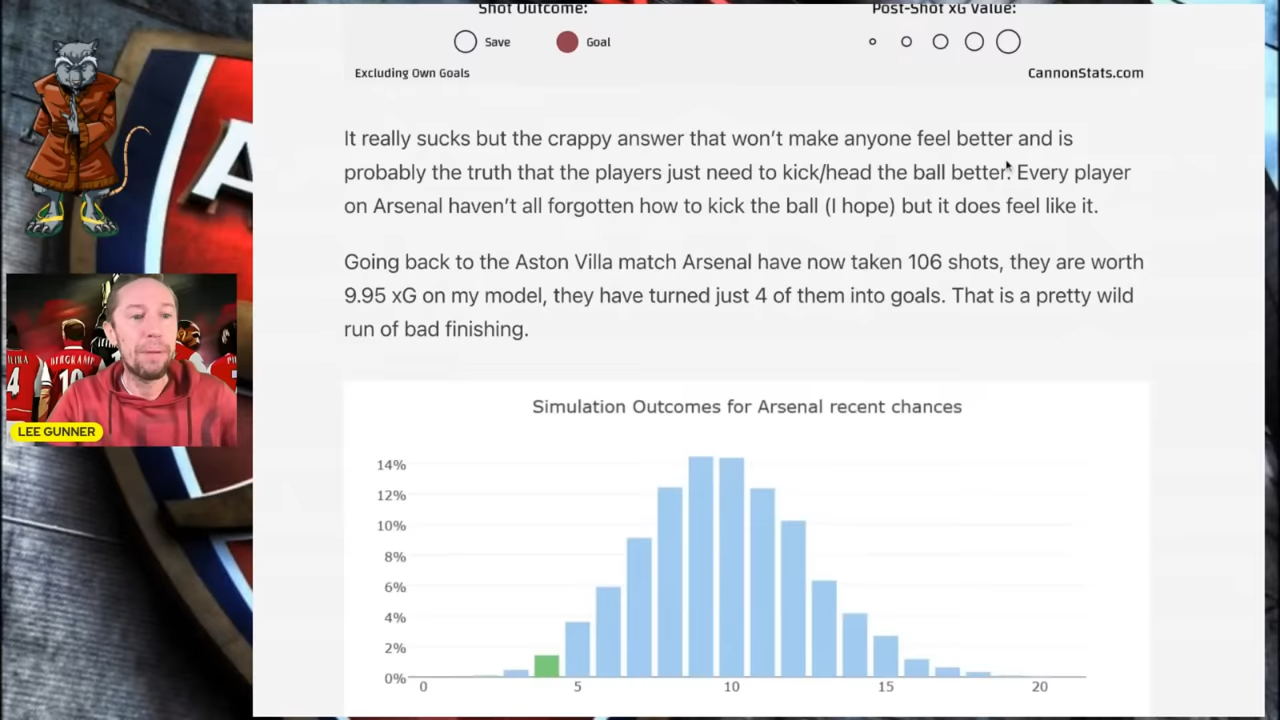 Shot Outcome:
Post-Shot xG Value:
Save
Goal
Excluding Own Goals
CannonStats.com
It really sucks but the crappy answer that won't make anyone feel better and is
probably the truth that the players just need to kick/head the ball better. Every player
on Arsenal haven't all forgotten how to kick the ball (I hope) but it does feel like it.
Going back to the Aston Villa match Arsenal have now taken 106 shots, they are worth
9.95 xG on my model, they have turned just 4 of them into goals. That is a pretty wild
run of bad finishing.
Simulation Outcomes for Arsenal recent chances
14%
12%
10%
8%
6%
4%
2%
0%
0 5 10 15 20
4
BERGKAMP
10
LEE GUNNER
A